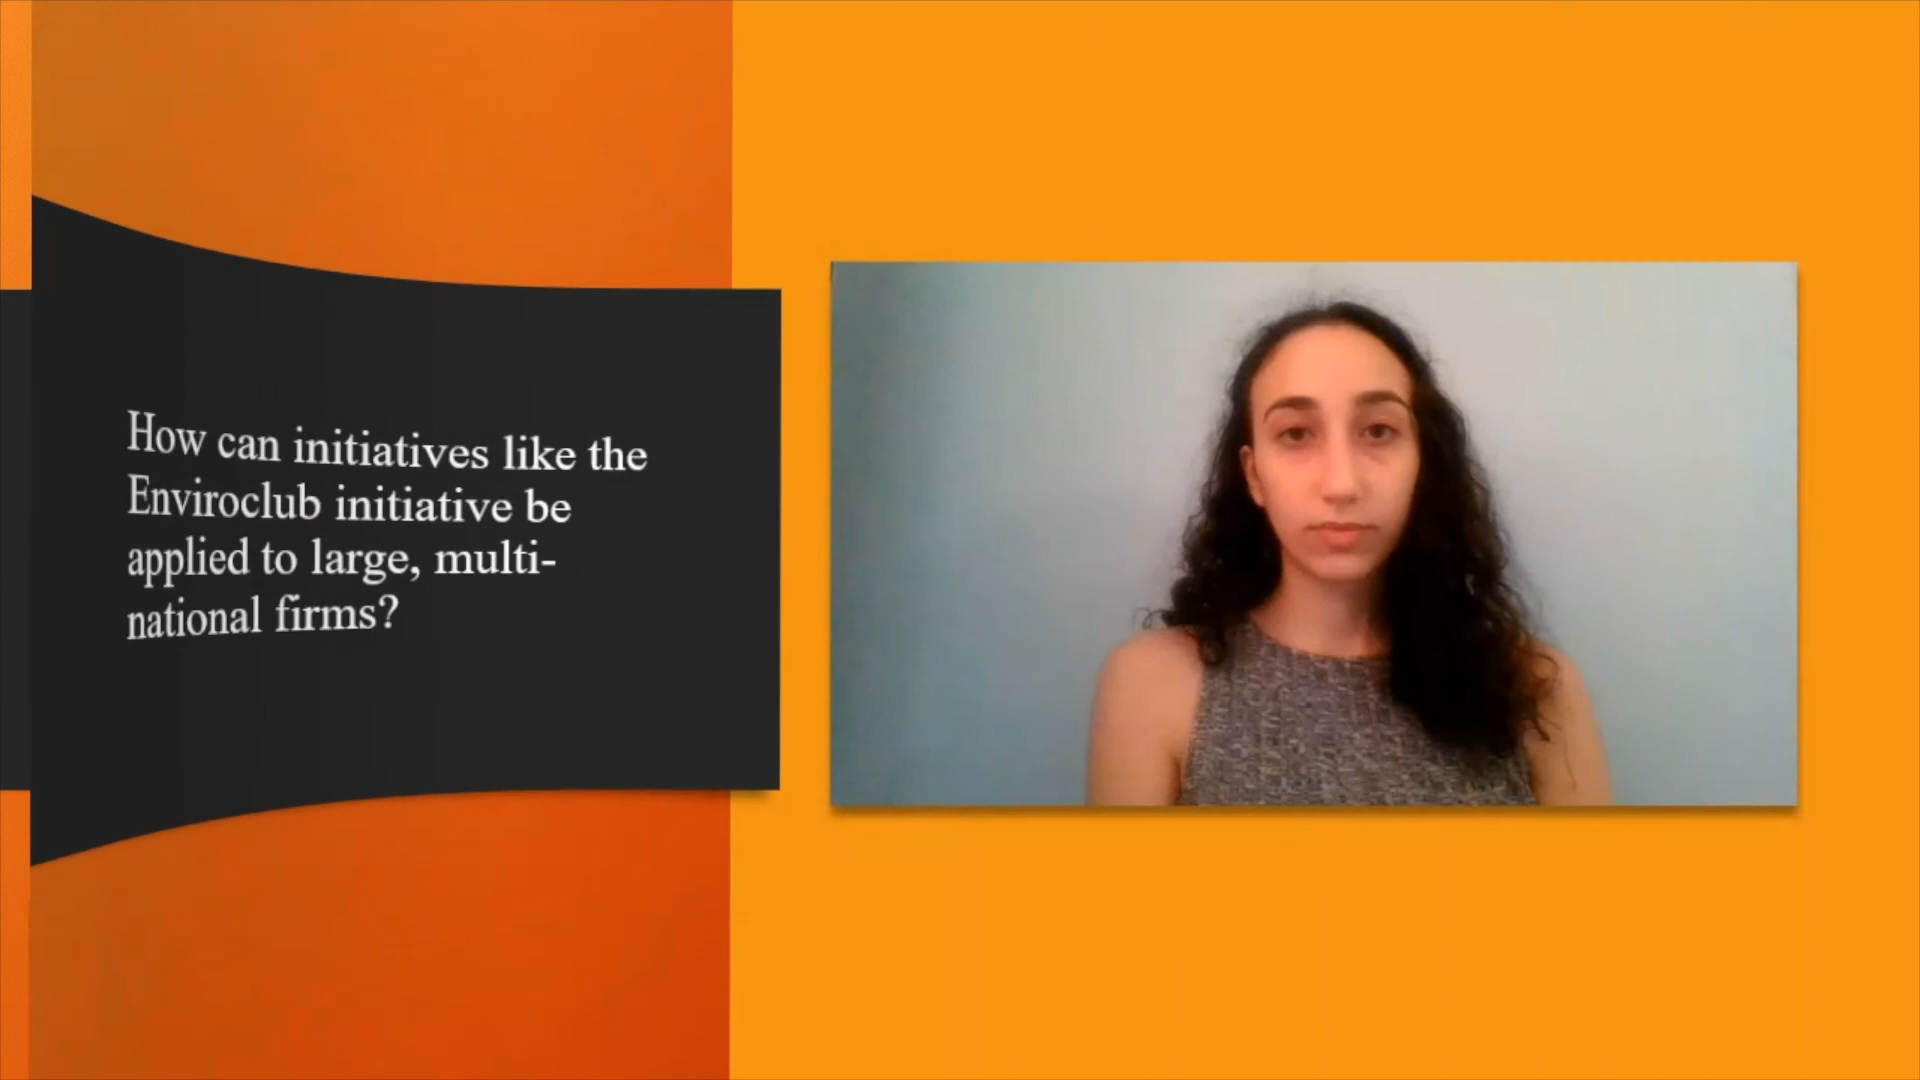 How can initiatives like the
Enviroclub initiative be
applied to large, multi-
national firms?